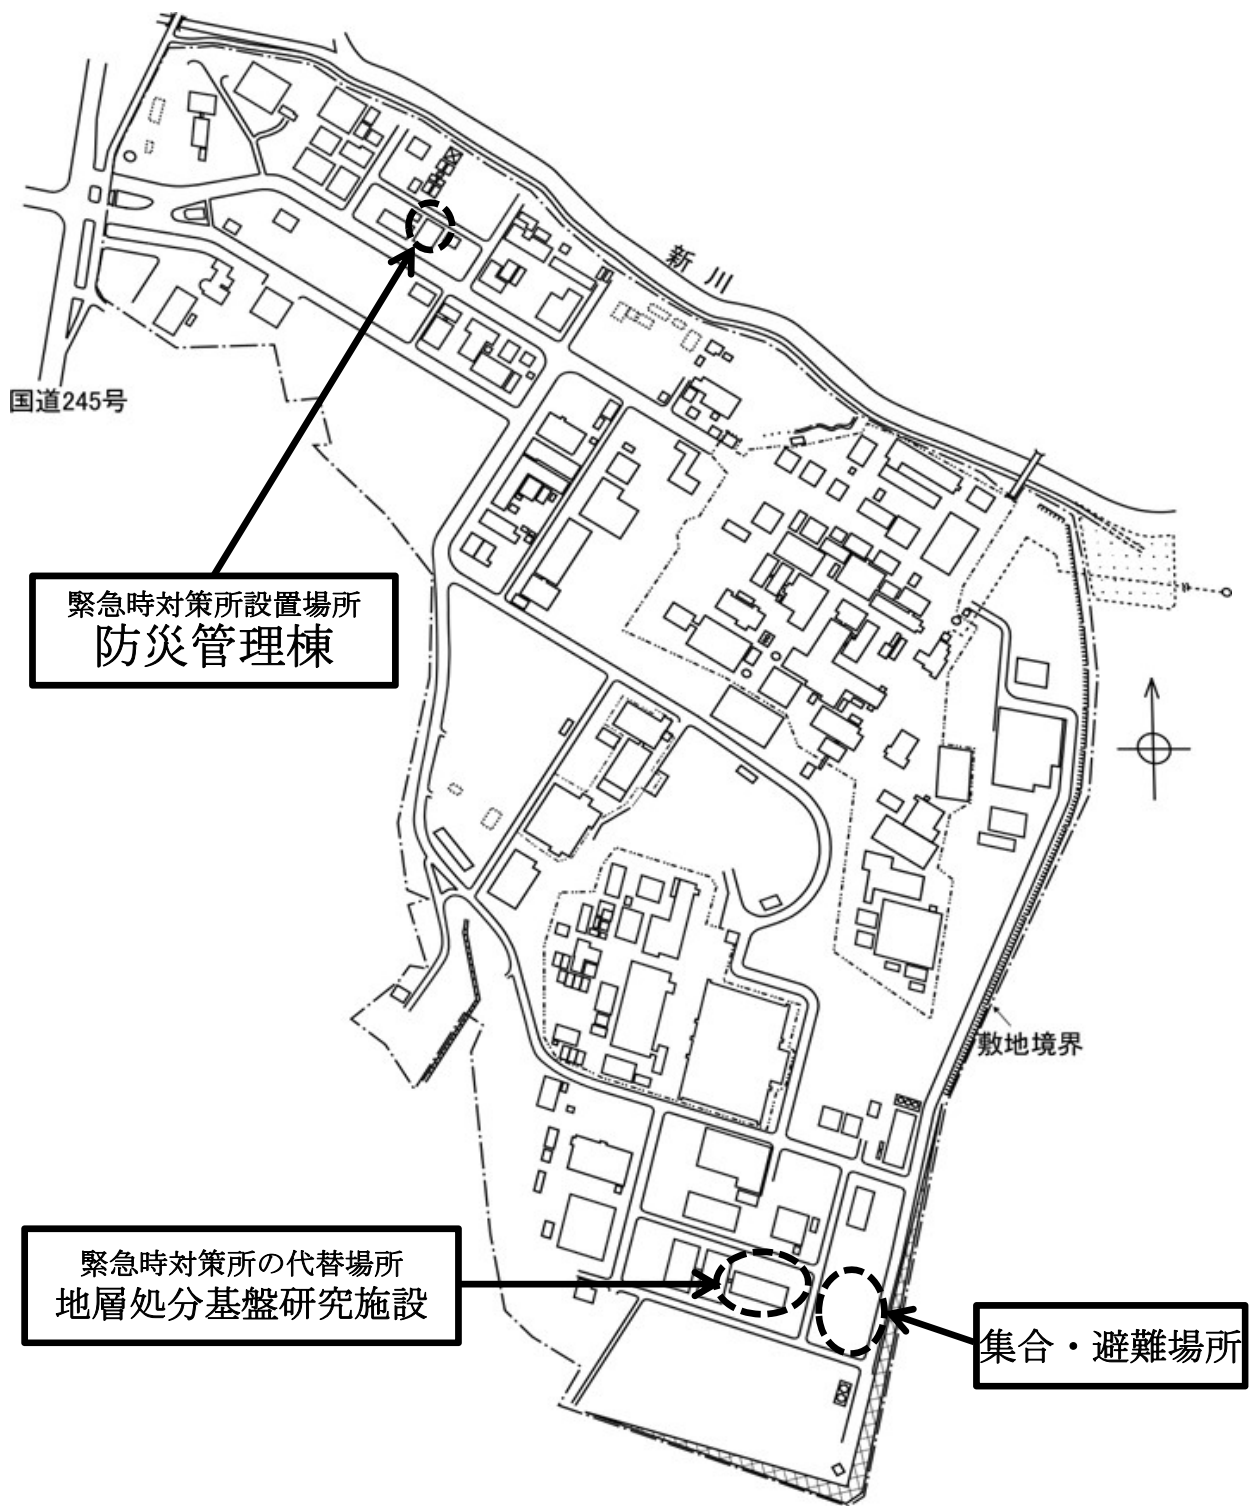 新川
国道245号
緊急時対策所設置場所
防災管理棟
敷地境界
緊急時対策所の代替場所
地層処分基盤研究施設
集合・避難場所